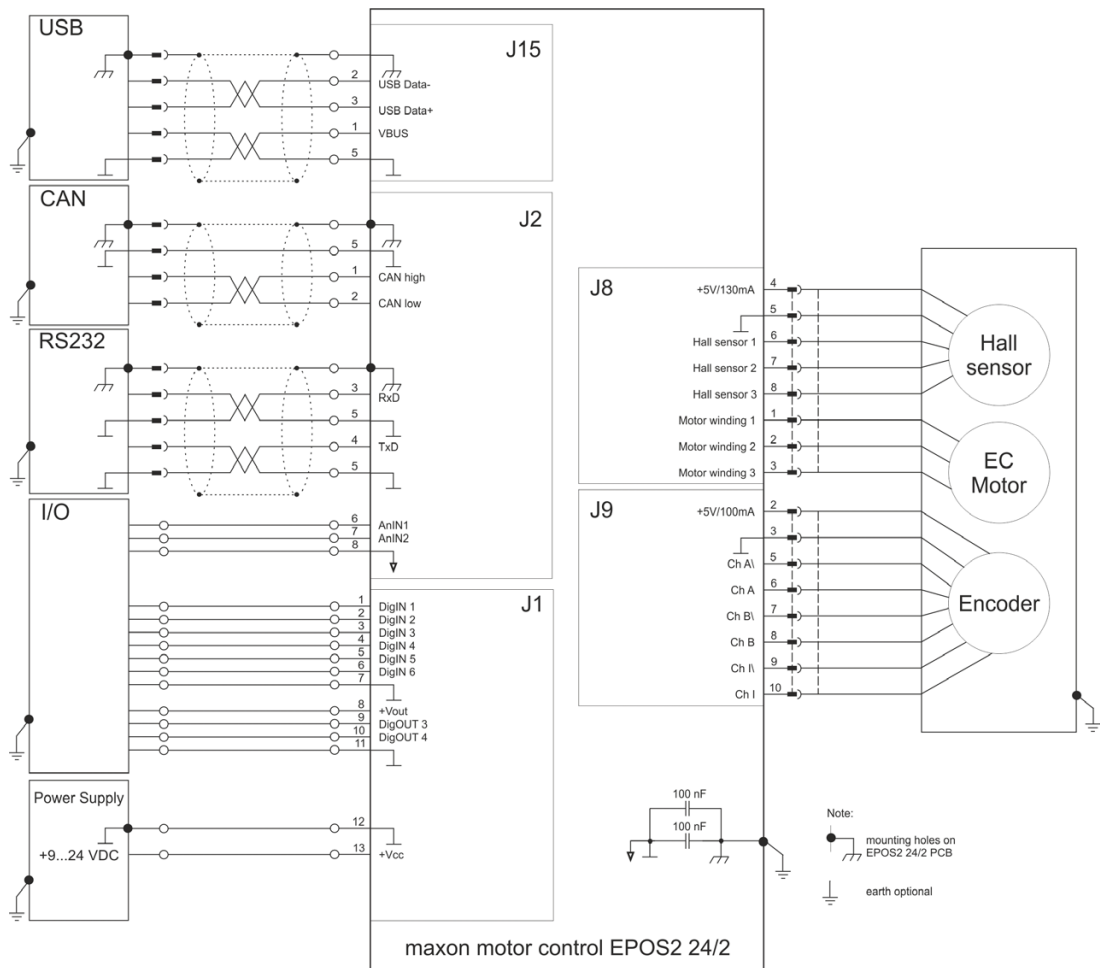 USB
J15
2
USB Data-
3
USB Data+
1
VBUS
5
CAN
J2
5
1
CAN high
2
CAN low
RS232
3
RxD
5
4
TxD
5
I/O
6
AnIN1
7
AnIN2
8
J1
1
DigIN 1
2
DigIN 2
3
DigIN 3
4
DigIN 4
5
DigIN 5
6
DigIN 6
7
8
+Vout
9
DigOUT 3
10
DigOUT 4
11
Power Supply
+9...24 VDC
12
13
+Vcc
J8
+5V/130mA
4
5
Hall sensor 1
6
Hall sensor 2
7
Hall sensor 3
8
Motor winding 1
1
Motor winding 2
2
Motor winding 3
3
Hall
sensor
EC
Motor
J9
+5V/100mA
2
3
Ch A\
5
Ch A
6
Ch B\
7
Ch B
8
Ch I\
9
Ch I
10
Encoder
100 nF
100 nF
Note:
mounting holes on
EPOS2 24/2 PCB
earth optional
maxon motor control EPOS2 24/2